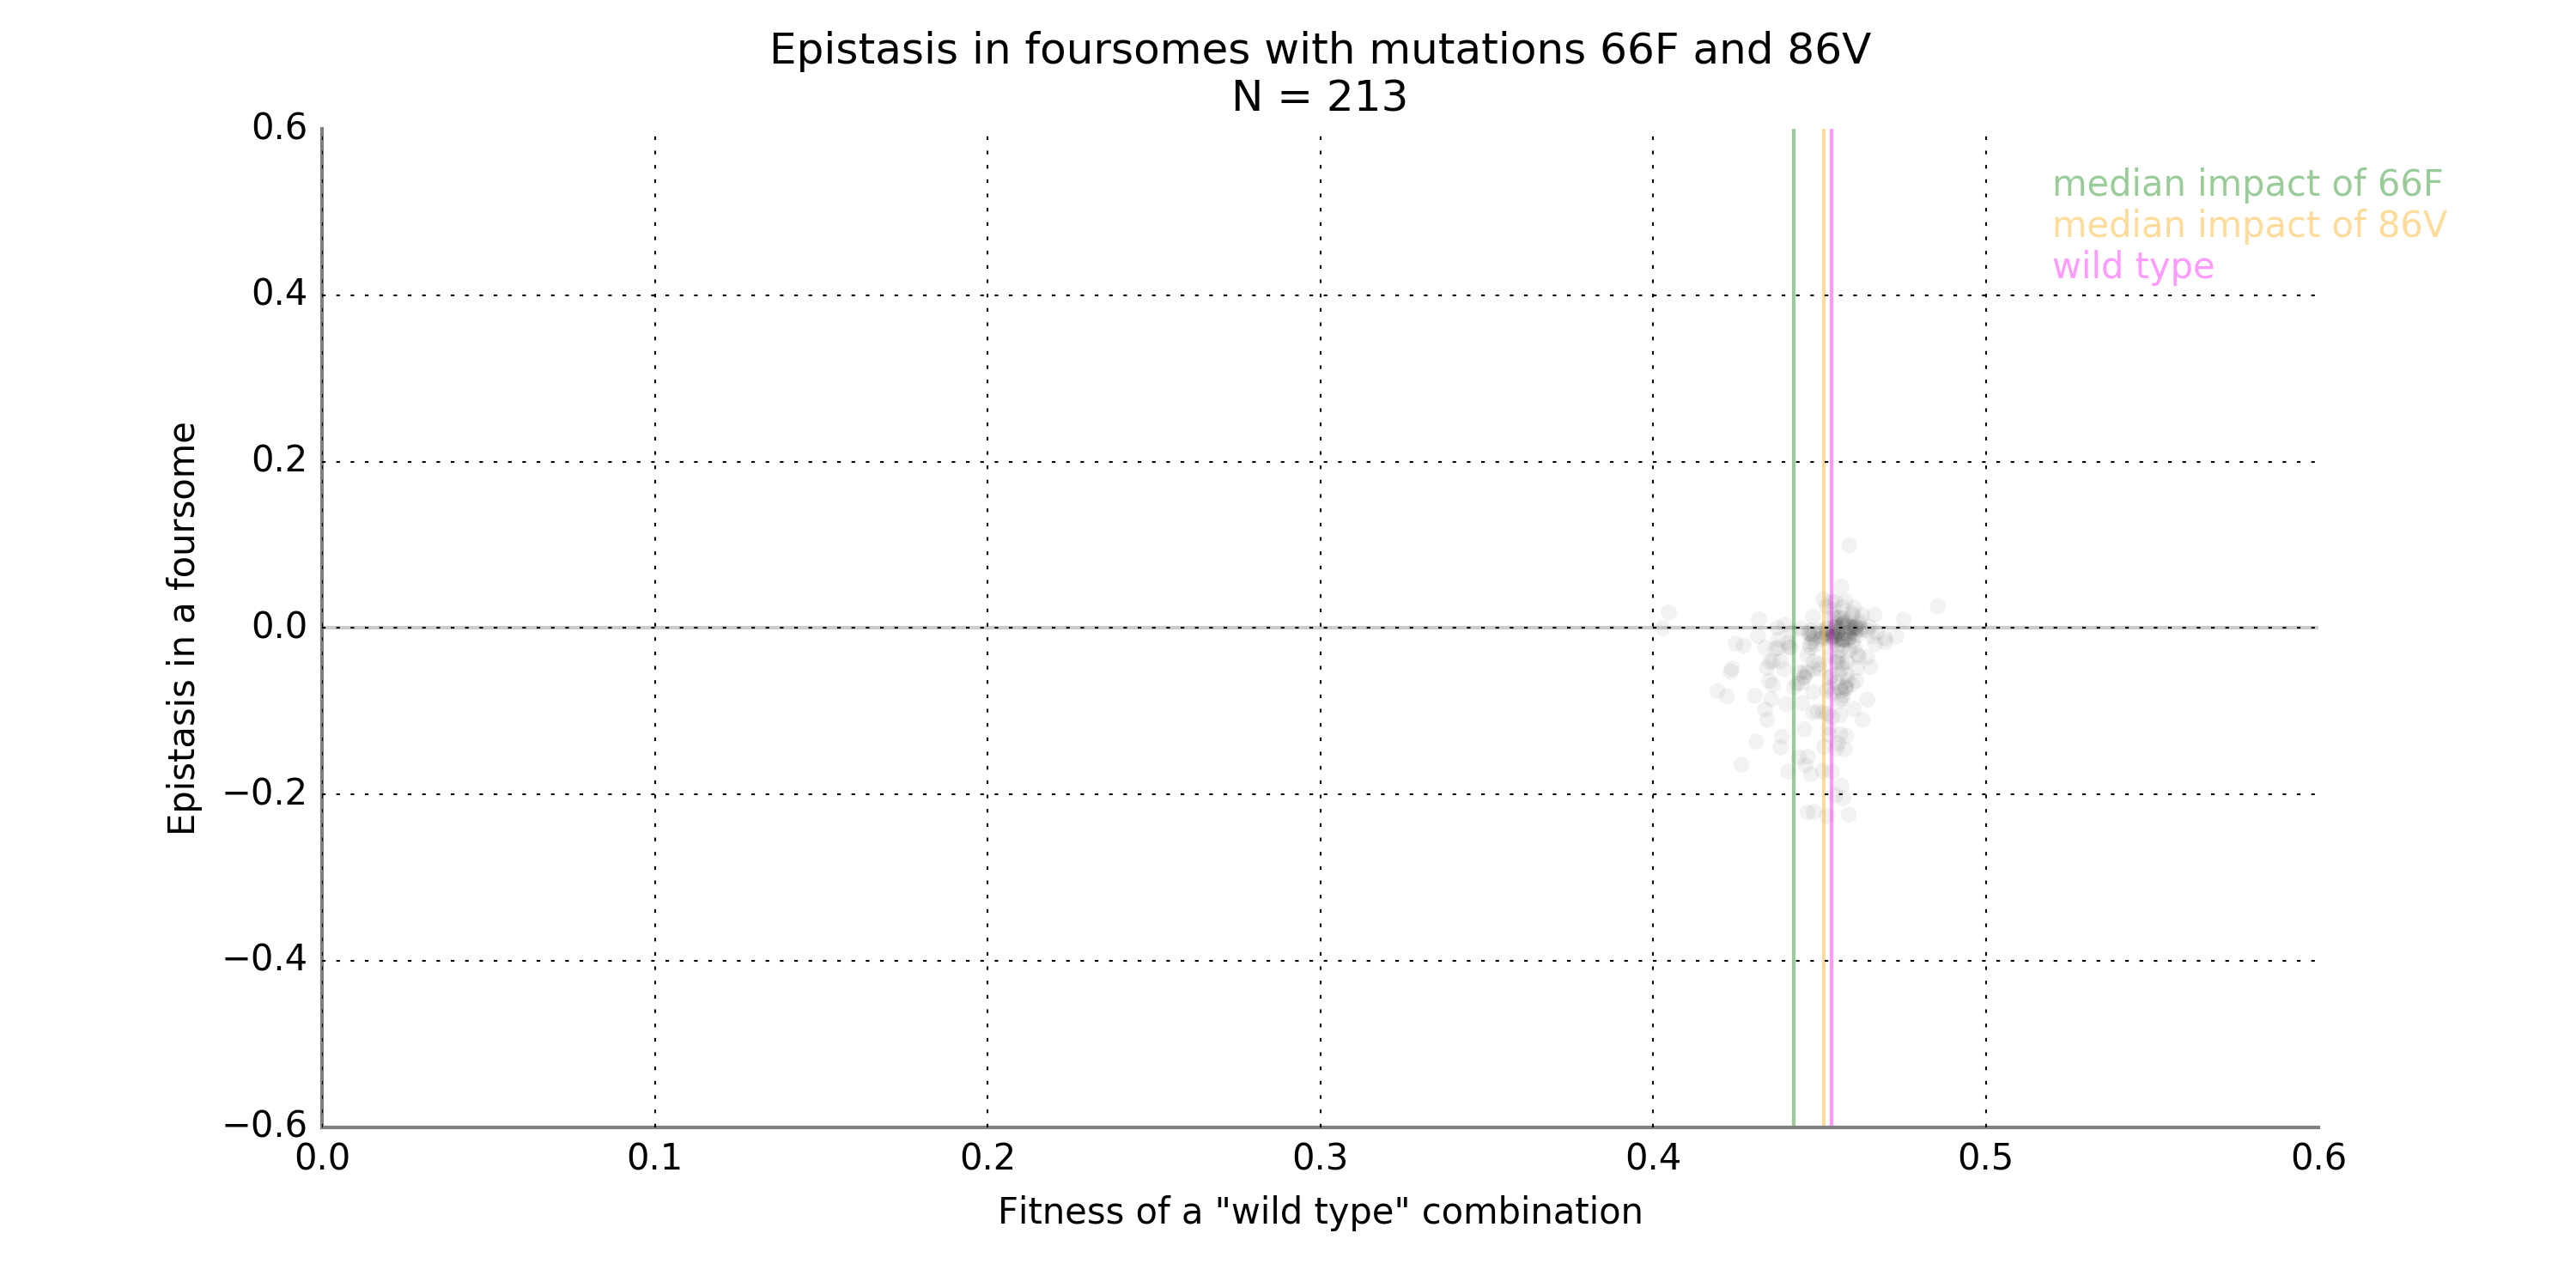 Epistasis in foursomes with mutations 66F and 86V
N = 213
0.6
0.4
0.2
0.0
−0.2
−0.4
−0.6
Epistasis in a foursome
median impact of 66F
median impact of 86V
wild type
0.0 0.1 0.2 0.3 0.4 0.5 0.6
Fitness of a "wild type" combination